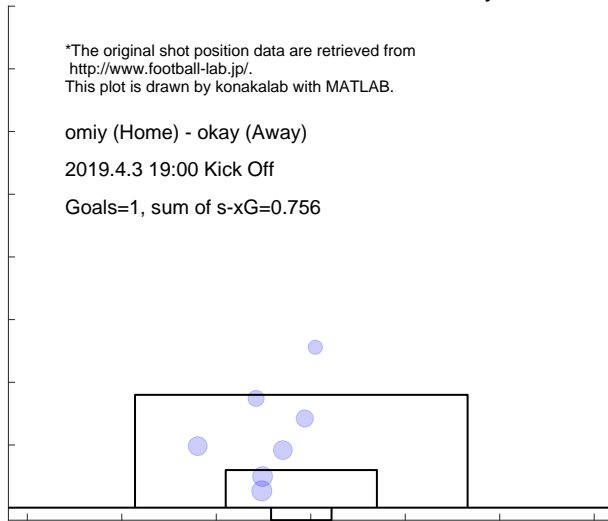 *The original shot position data are retrieved from
http://www.football-lab.jp/.
This plot is drawn by konakalab with MATLAB.
omiy (Home) - okay (Away)
2019.4.3 19:00 Kick Off
Goals=1, sum of s-xG=0.756